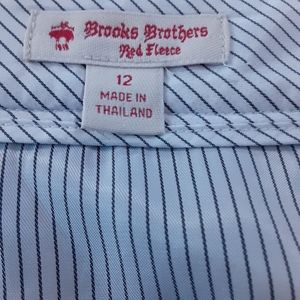 Brooks Brothers
Red Fleece
1818
12
MADE IN
THAILAND